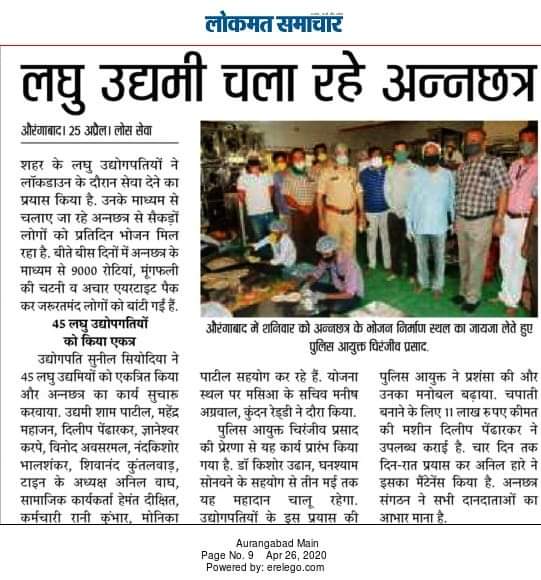 लोकमत समाचार
लघु उद्यमी चला रहे अन्नछत्र
औरंगाबाद। 25 अप्रैल। लोस सेवा
शहर के लघु उद्योगपतियों ने
लॉकडाउन के दौरान सेवा देने का
प्रयास किया है. उनके माध्यम से
चलाए जा रहे अन्नछत्र से सैकड़ों
लोगों को प्रतिदिन भोजन मिल
रहा है. बीते बीस दिनों में अन्नछत्र के
माध्यम से 9000 रोटियां, मूंगफली
की चटनी व अचार एयरटाइट पैक
कर जरूरतमंद लोगों को बांटी गई हैं.
45 लघु उद्योपगतियों
को किया एकत्र
उद्योगपति सुनील सियोदिया ने
45 लघु उद्यमियों को एकत्रित किया
और अन्नछत्र का कार्य सुचारु
करवाया. उद्यमी शाम पाटील, महेंद्र
महाजन, दिलीप पेंढारकर, ज्ञानेश्वर
करपे, विनोद अवसरमल, नंदकिशोर
भालशंकर, शिवानंद कुंतलवाड़,
टाइन के अध्यक्ष अनिल वाघ,
सामाजिक कार्यकर्ता हेमंत दीक्षित,
कर्मचारी रानी कुंभार, मोनिका
औरंगाबाद में शनिवार को अन्नछत्र के भोजन निर्माण स्थल का जायजा लेते हुए
पुलिस आयुक्त चिरंजीव प्रसाद.
पाटील सहयोग कर रहे हैं. योजना
स्थल पर मसिआ के सचिव मनीष
अग्रवाल, कुंदन रेड्डी ने दौरा किया.
पुलिस आयुक्त चिरंजीव प्रसाद
की प्रेरणा से यह कार्य प्रारंभ किया
गया है. डॉ किशोर उढान, घनश्याम
सोनवने के सहयोग से तीन मई तक
यह महादान चालू रहेगा.
उद्योगपतियों के इस प्रयास की
पुलिस आयुक्त ने प्रशंसा की और
उनका मनोबल बढ़ाया. चपाती
बनाने के लिए 11 लाख रुपए कीमत
की मशीन दिलीप पेंढारकर ने
उपलब्ध कराई है. चार दिन तक
दिन-रात प्रयास कर अनिल हारे ने
इसका मैंटेनेंस किया है. अन्नछत्र
संगठन ने सभी दानदाताओं का
आभार माना है.
Aurangabad Main
Page No. 9 Apr 26, 2020
Powered by: erelego.com